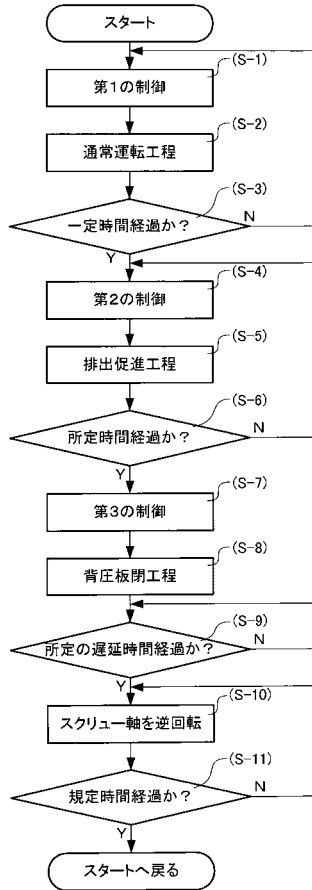 スタート
(S-1)
第1の制御
(S-2)
通常運転工程
(S-3)
一定時間経過か？
N
Y
(S-4)
第2の制御
(S-5)
排出促進工程
(S-6)
所定時間経過か？
N
Y
(S-7)
第3の制御
(S-8)
背圧板閉工程
(S-9)
所定の遅延時間経過か？
N
Y
(S-10)
スクリュー軸を逆回転
(S-11)
規定時間経過か？
N
Y
スタートへ戻る